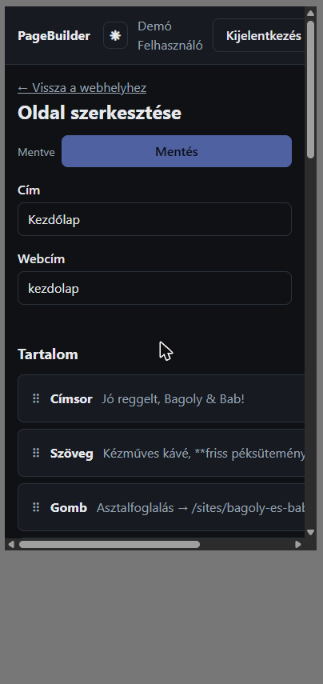 PageBuilder
Demó
Felhasználó
Kijelentkezés
← Vissza a webhelyhez
Oldal szerkesztése
Mentve
Mentés
Cím
Kezdőlap
Webcím
kezdolap
Tartalom
Címsor Jó reggelt, Bagoly & Bab!
Szöveg Kézműves kávé, **friss péksütemény
Gomb Asztalfoglalás → /sites/bagoly-es-bab